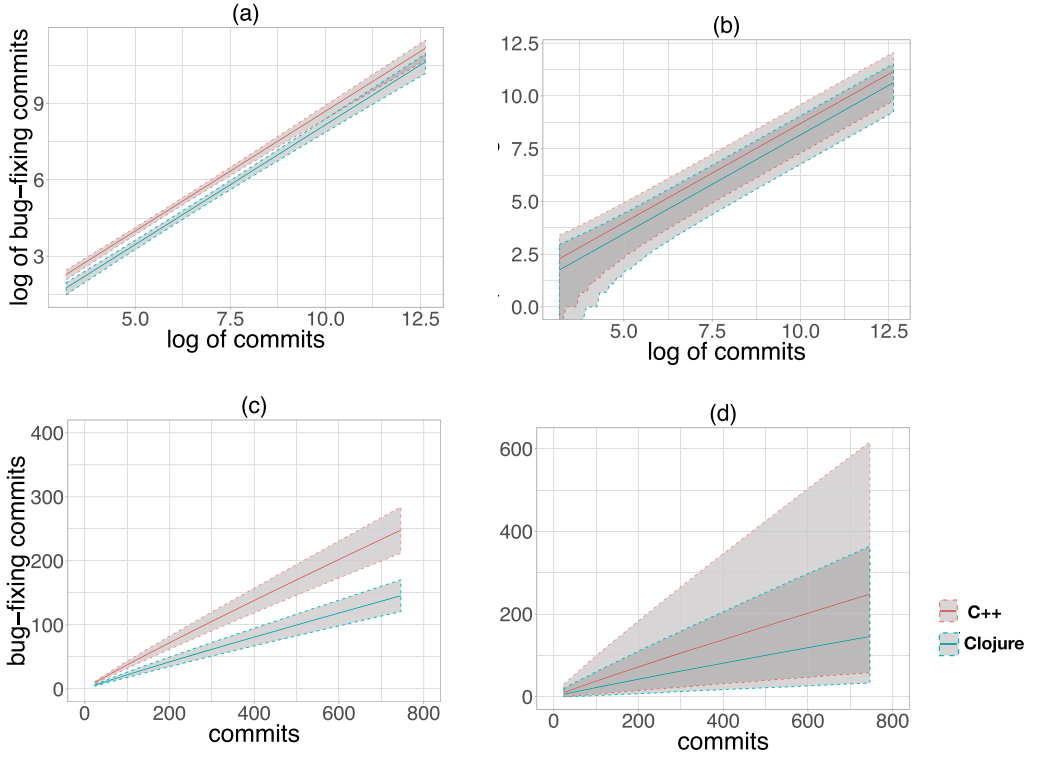 (a)
log of bug-fixing commits
9
6
3
5.0 7.5 10.0 12.5
log of commits
(b)
12.5
10.0
7.5
5.0
2.5
0.0
5.0 7.5 10.0 12.5
log of commits
(c)
bug-fixing commits
400
300
200
100
0
0 200 400 600 800
commits
(d)
600
400
200
0
0 200 400 600 800
commits
C++
Clojure